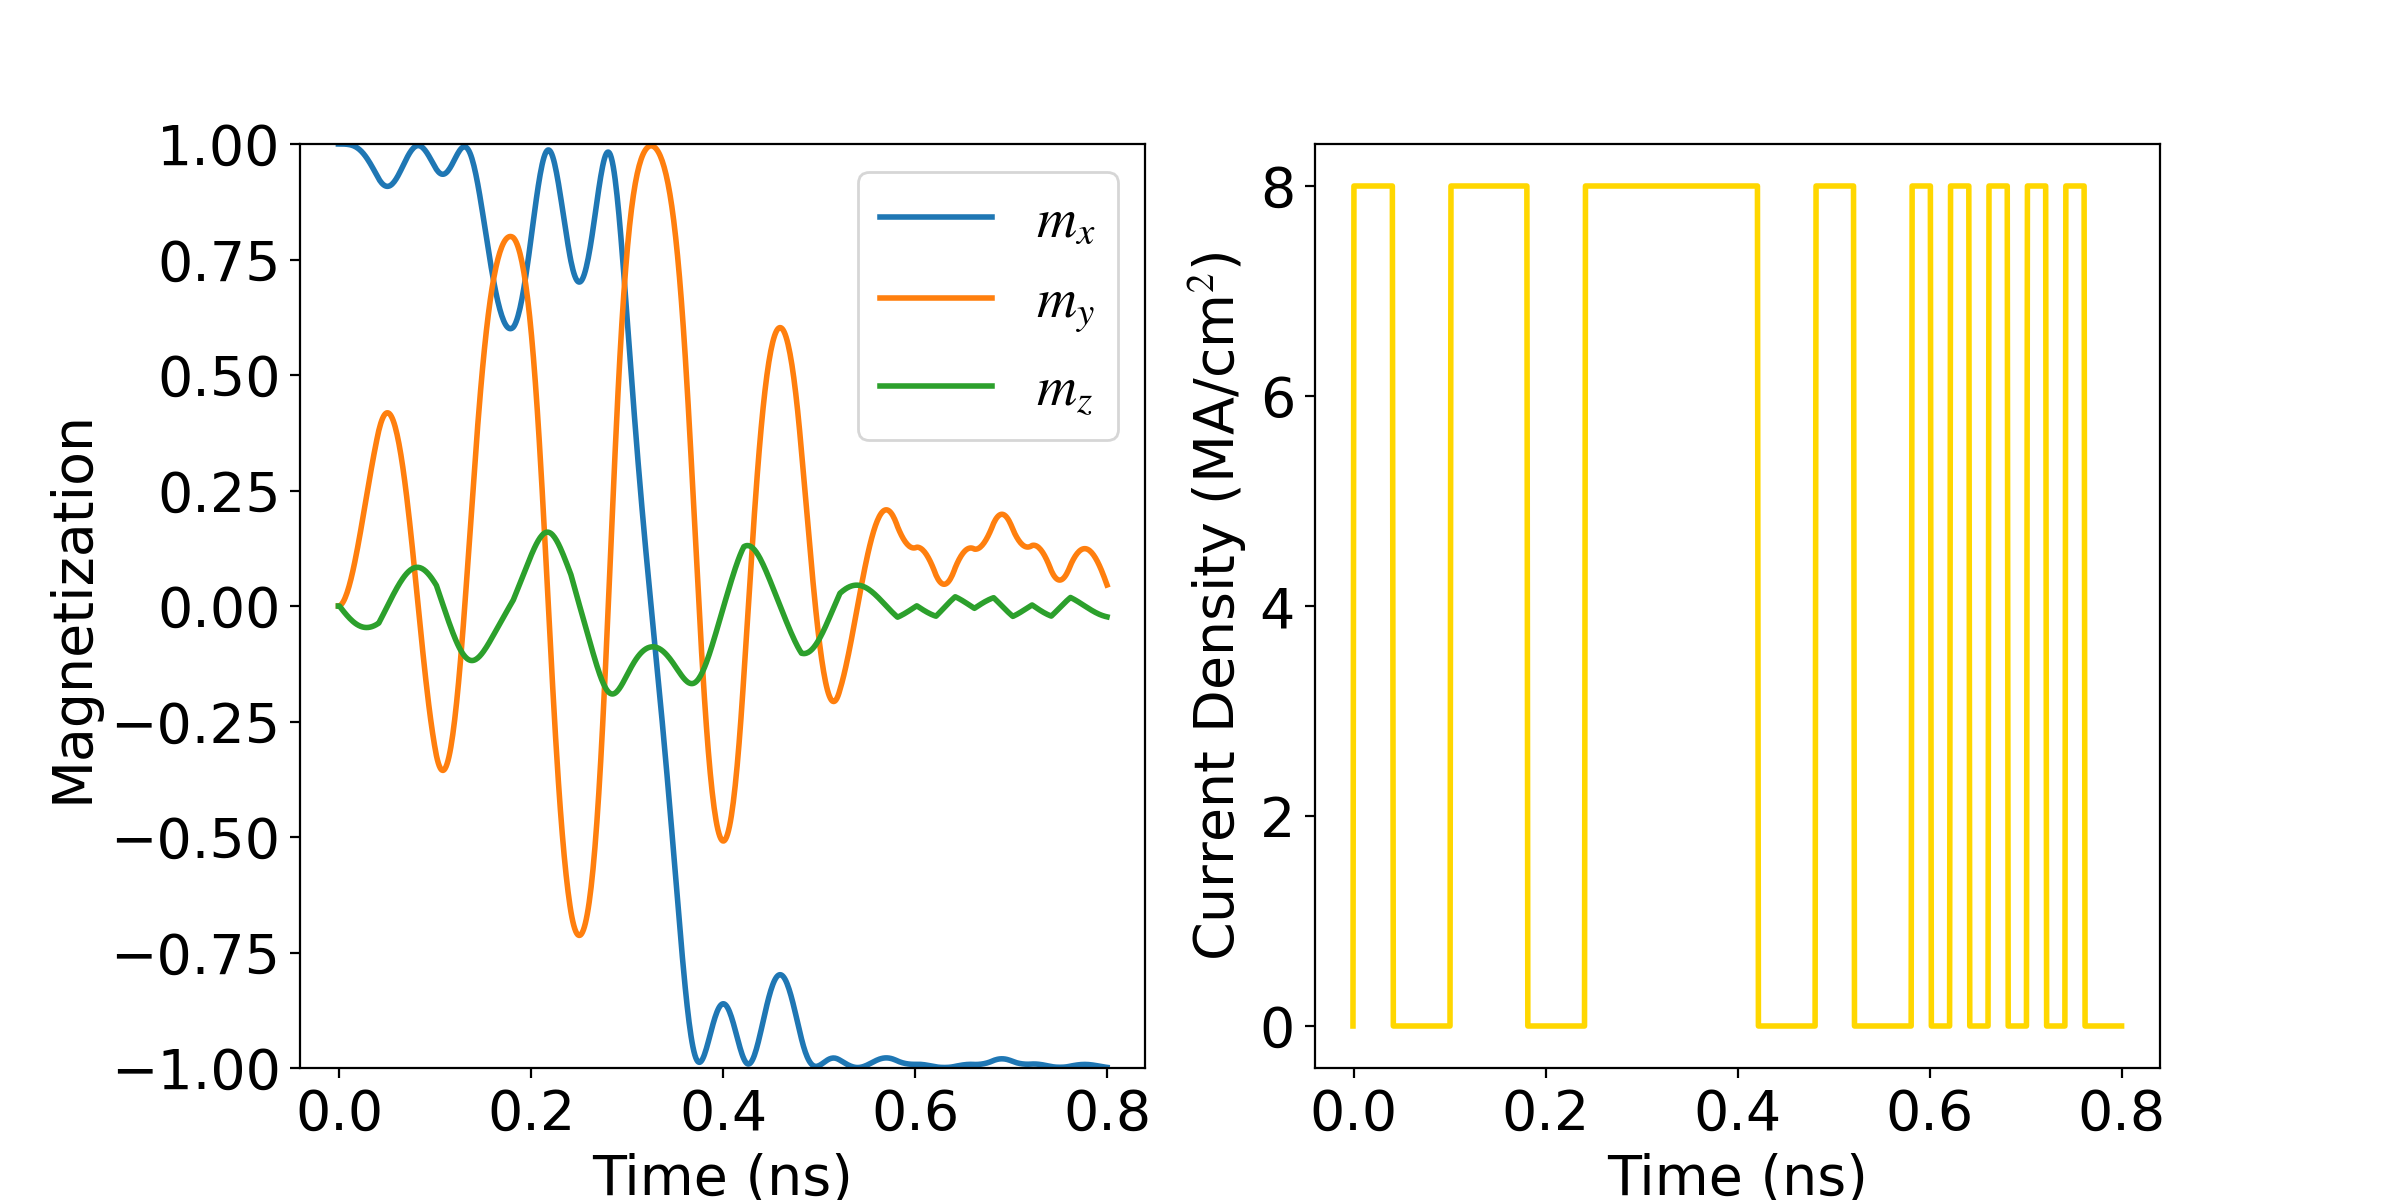 Magnetization
1.00
0.75
0.50
0.25
0.00
−0.25
−0.50
−0.75
−1.00
0.0 0.2 0.4 0.6 0.8
Time (ns)
m_x
m_y
m_z
Current Density (MA/cm²)
8
6
4
2
0
0.0 0.2 0.4 0.6 0.8
Time (ns)